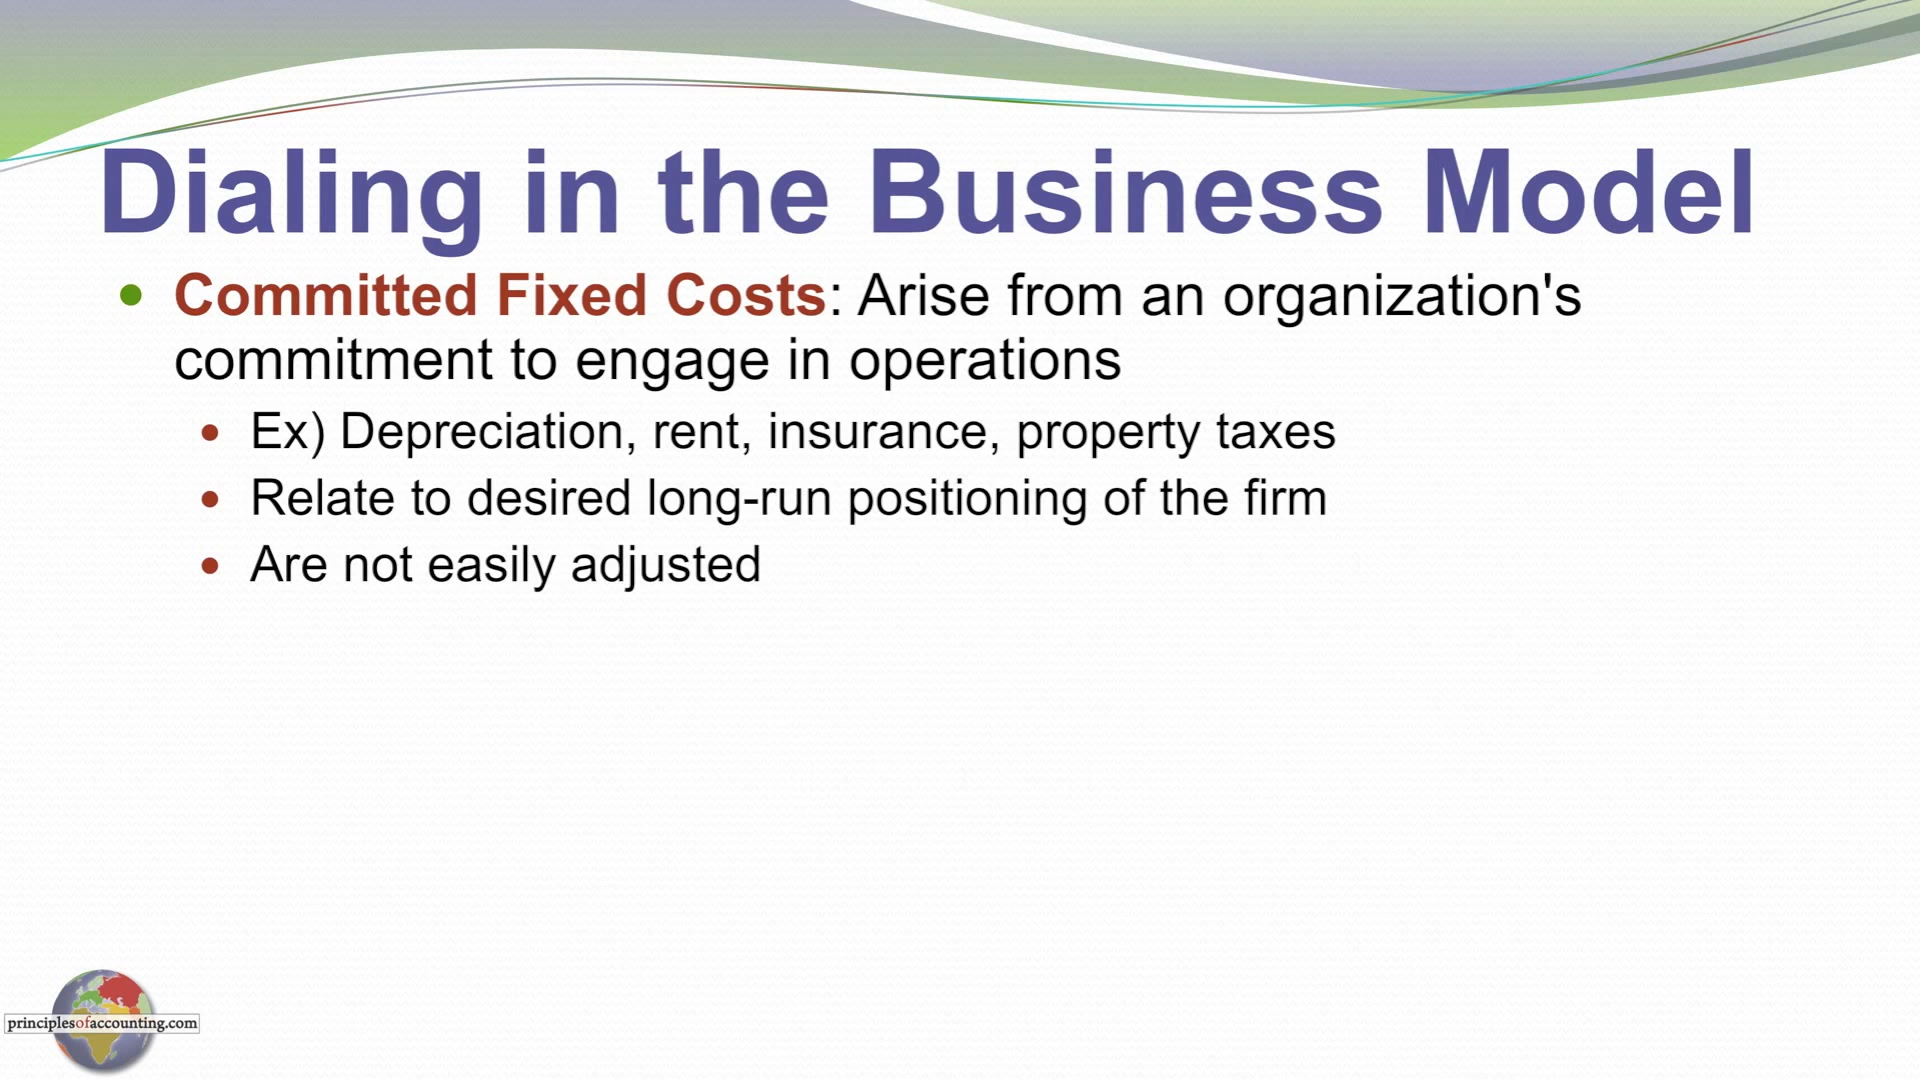 Dialing in the Business Model
• Committed Fixed Costs: Arise from an organization's
commitment to engage in operations
• Ex) Depreciation, rent, insurance, property taxes
• Relate to desired long-run positioning of the firm
• Are not easily adjusted
principlesofaccounting.com